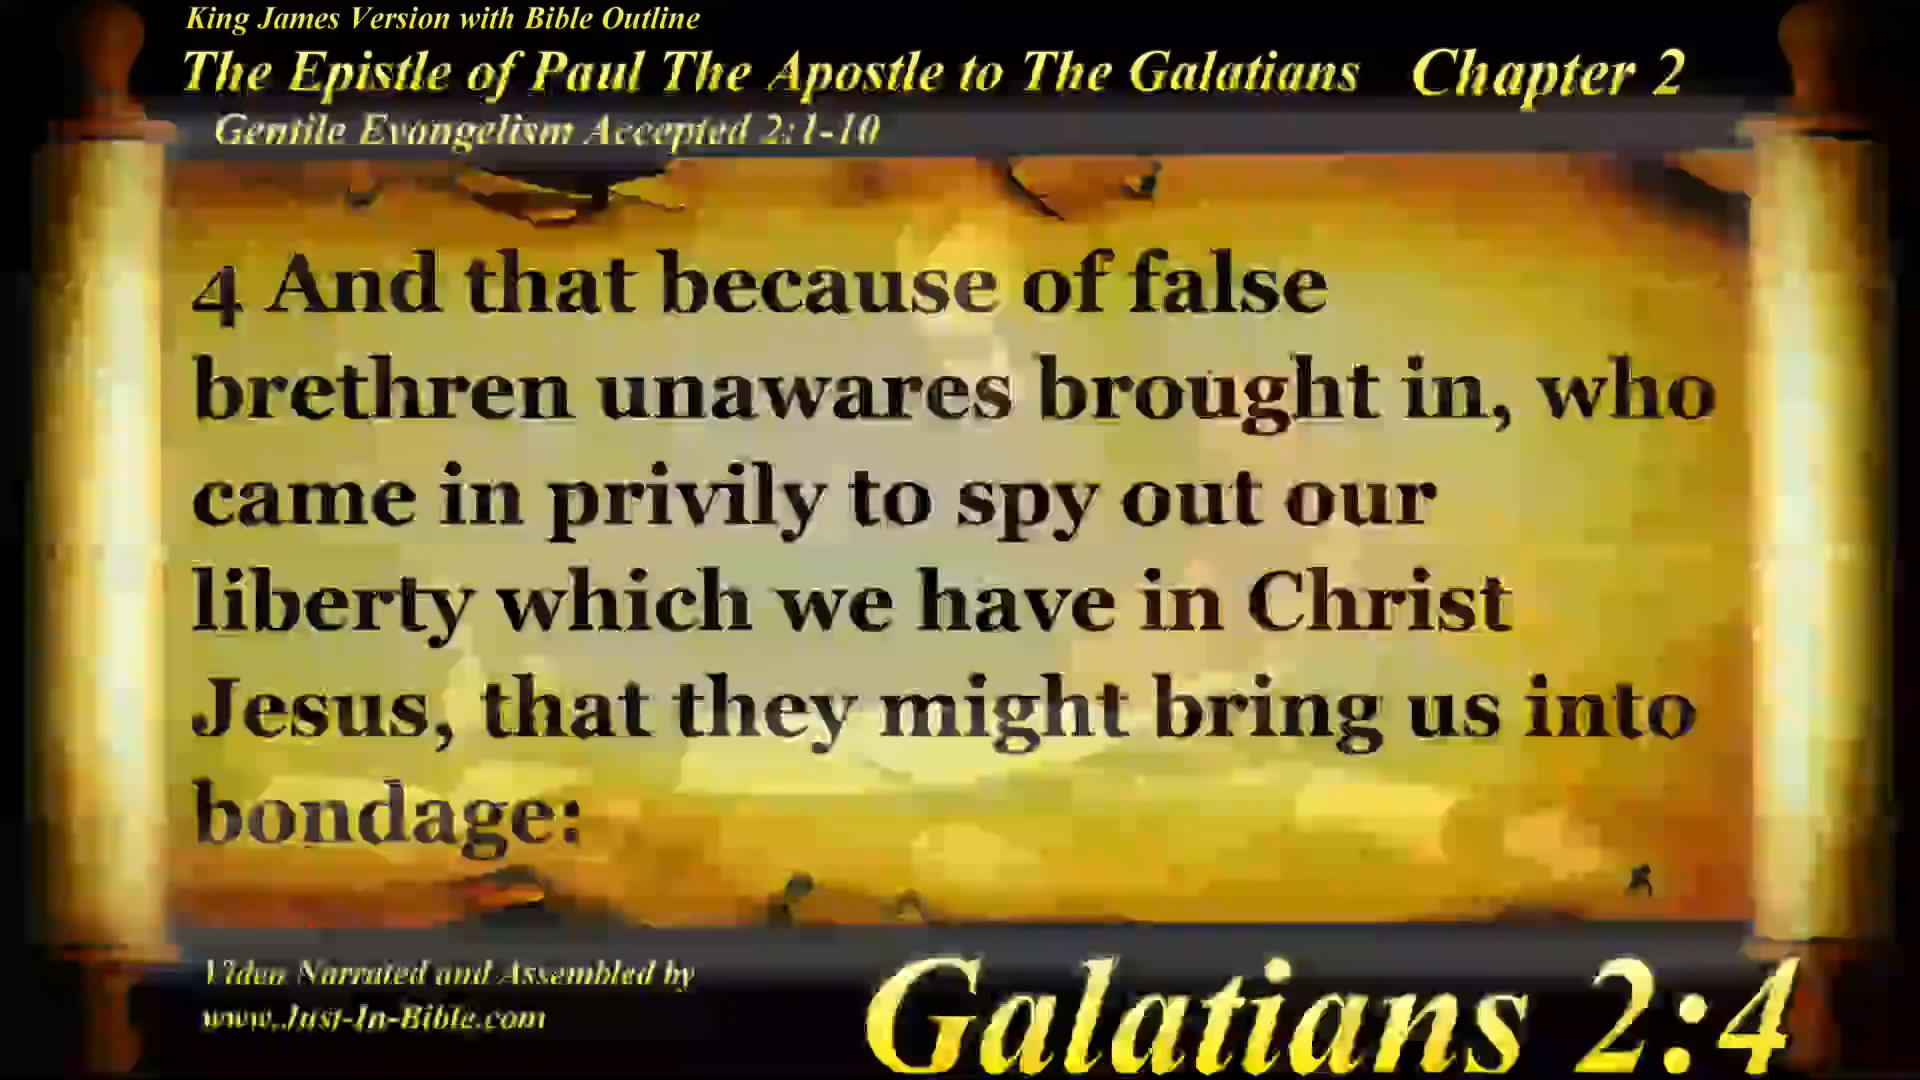 King James Version with Bible Outline
The Epistle of Paul The Apostle to The Galatians Chapter 2
Gentile Evangelism Accepted 2:1-10
4 And that because of false
brethren unawares brought in, who
came in privily to spy out our
liberty which we have in Christ
Jesus, that they might bring us into
bondage:
Video Narrated and Assembled by
www.Just-In-Bible.com
Galatians 2:4